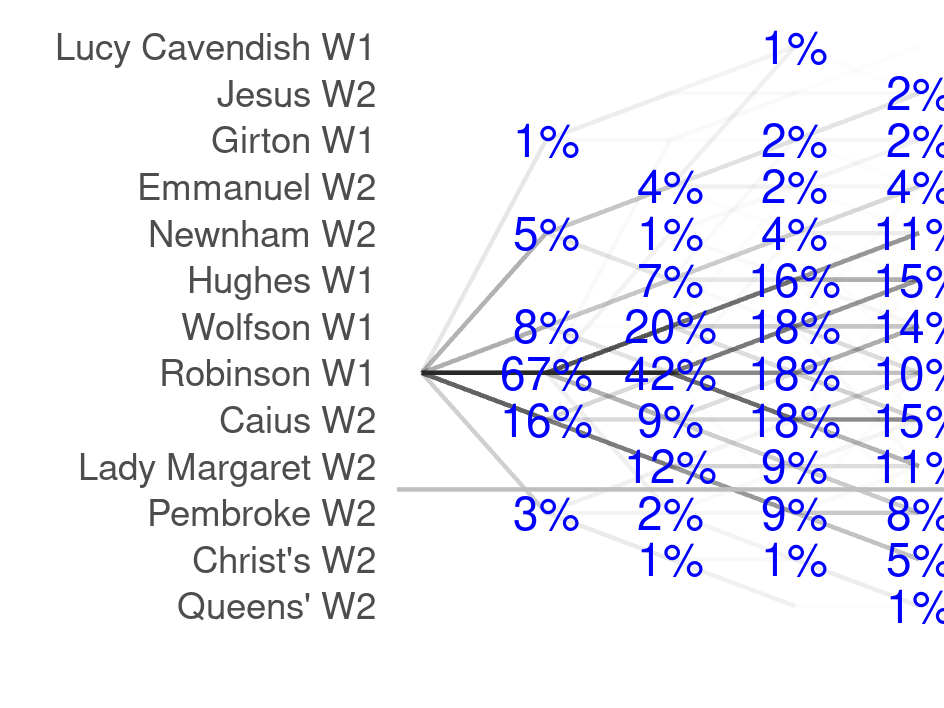 Lucy Cavendish W1 1%
Jesus W2 2%
Girton W1 1% 2% 2%
Emmanuel W2 4% 2% 4%
Newnham W2 5% 1% 4% 11%
Hughes W1 7% 16% 15%
Wolfson W1 8% 20% 18% 14%
Robinson W1 67% 42% 18% 10%
Caius W2 16% 9% 18% 15%
Lady Margaret W2 12% 9% 11%
Pembroke W2 3% 2% 9% 8%
Christ's W2 1% 1% 5%
Queens' W2 1%